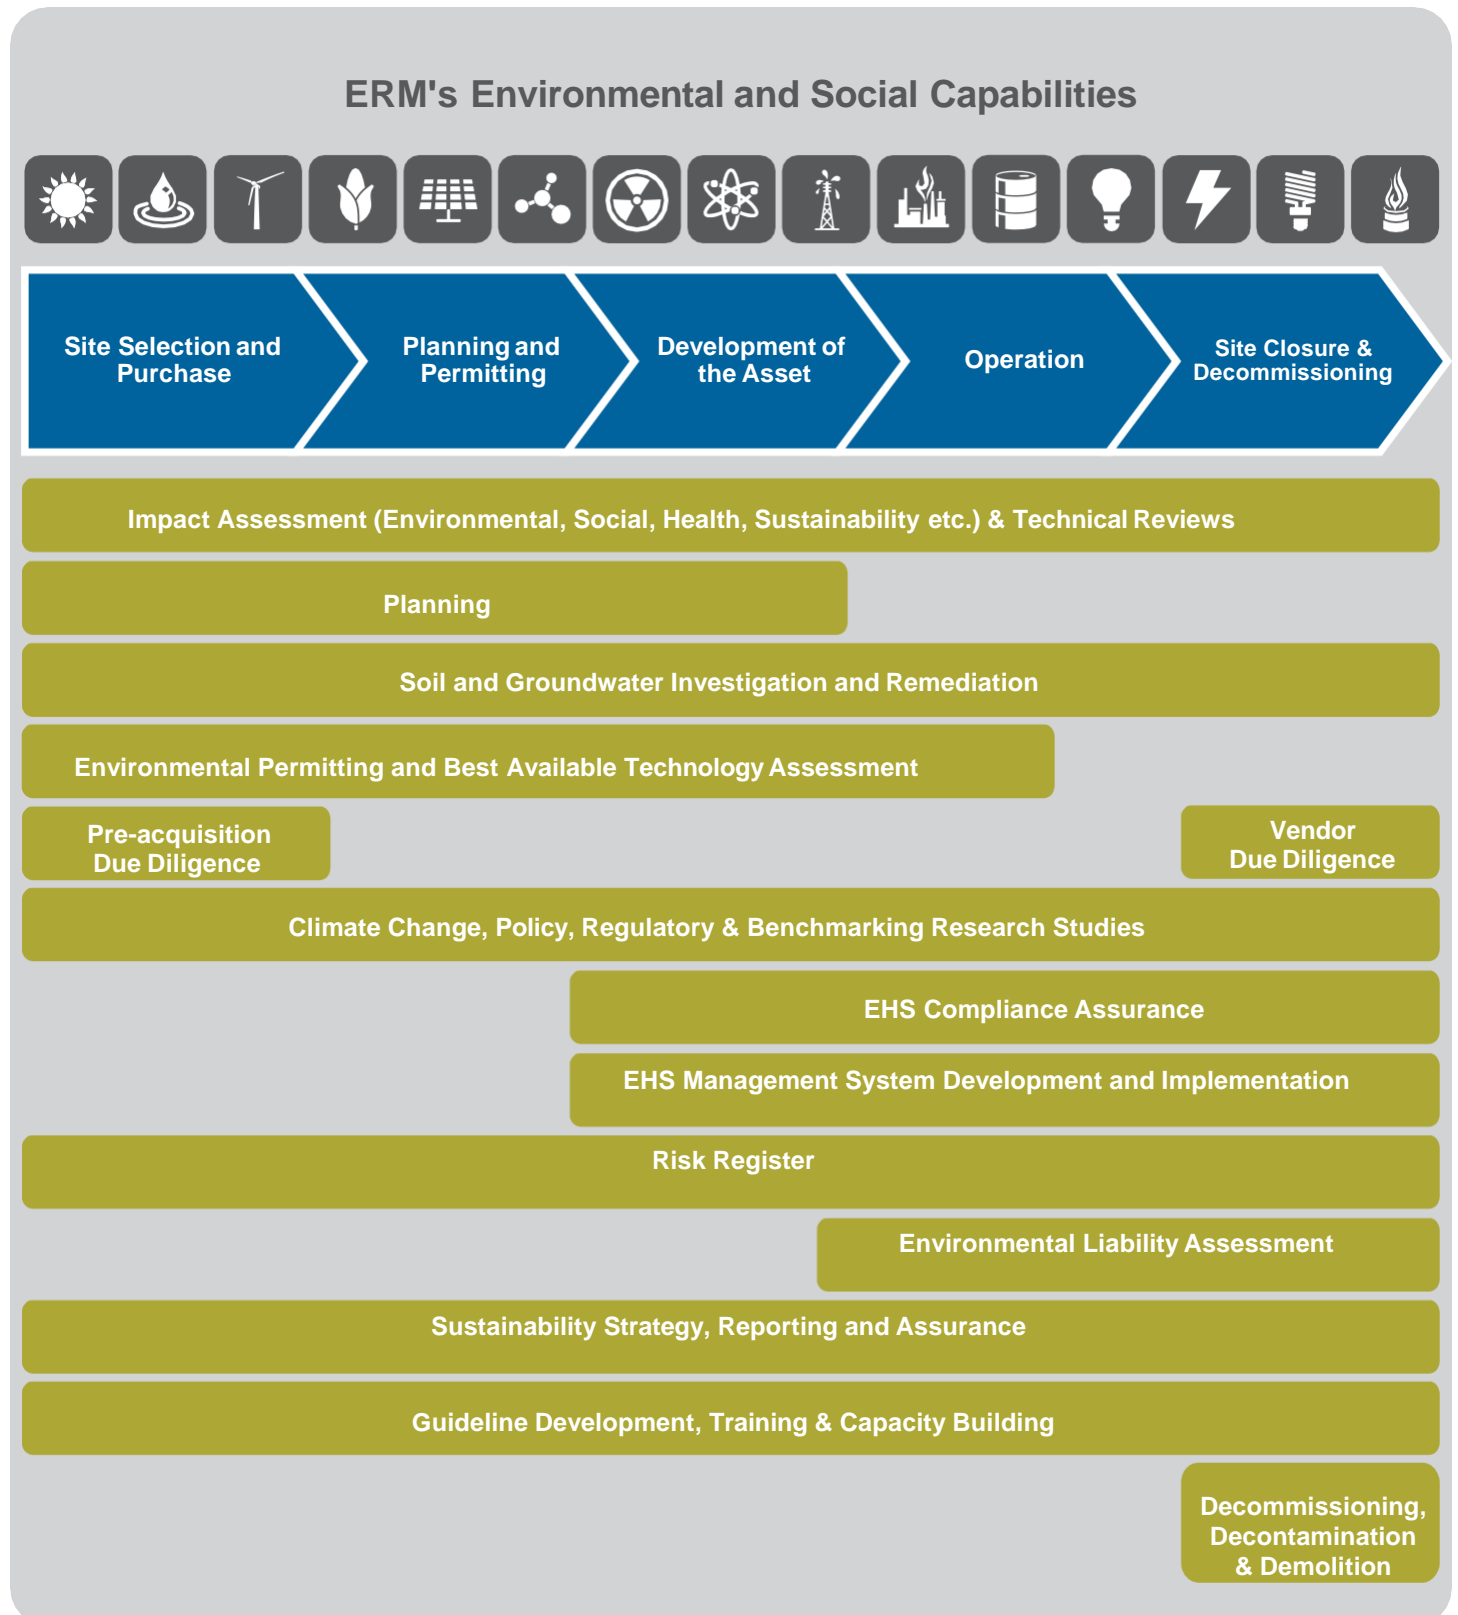 ERM's Environmental and Social Capabilities
Site Selection and
Purchase
Planning and
Permitting
Development of
the Asset
Operation
Site Closure &
Decommissioning
Impact Assessment (Environmental, Social, Health, Sustainability etc.) & Technical Reviews
Planning
Soil and Groundwater Investigation and Remediation
Environmental Permitting and Best Available Technology Assessment
Pre-acquisition
Due Diligence
Vendor
Due Diligence
Climate Change, Policy, Regulatory & Benchmarking Research Studies
EHS Compliance Assurance
EHS Management System Development and Implementation
Risk Register
Environmental Liability Assessment
Sustainability Strategy, Reporting and Assurance
Guideline Development, Training & Capacity Building
Decommissioning,
Decontamination
& Demolition